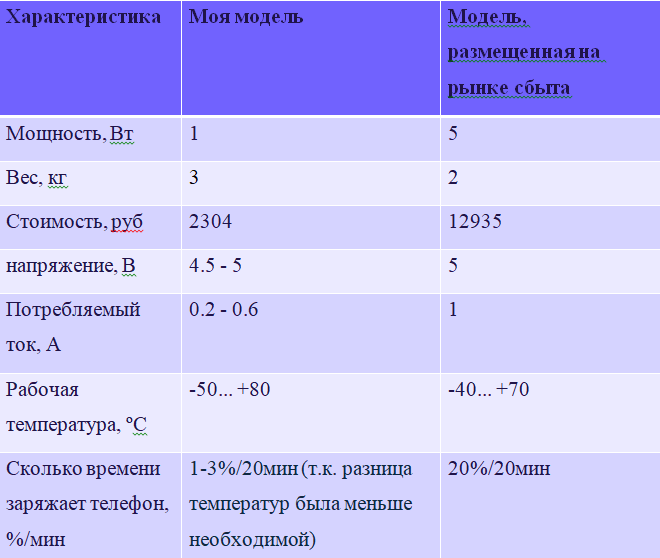 Характеристика
Моя модель
Модель,
размещенная на
рынке сбыта
Мощность, Вт
1
5
Вес, кг
3
2
Стоимость, руб
2304
12935
напряжение, В
4.5 - 5
5
Потребляемый
ток, А
0.2 - 0.6
1
Рабочая
температура, ºС
-50... +80
-40... +70
Сколько времени
заряжает телефон,
%/мин
1-3%/20мин (т.к. разница
температур была меньше
необходимой)
20%/20мин